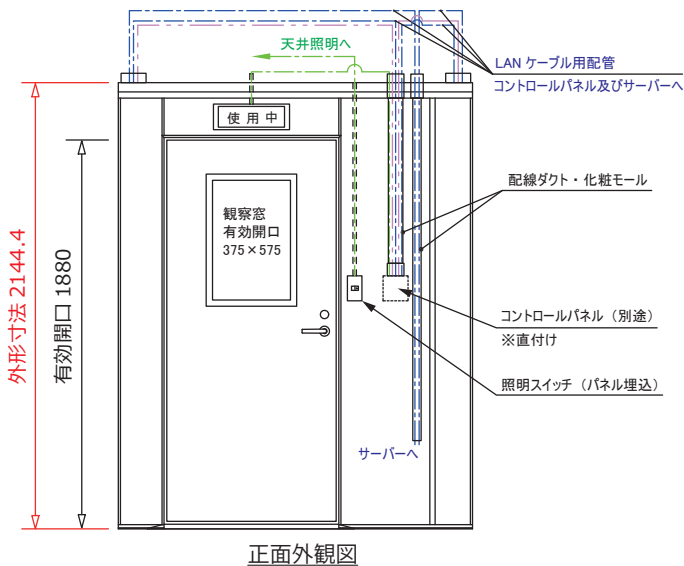 天井照明へ
LAN ケーブル用配管
コントロールパネル及びサーバーへ
使用中
配線ダクト・化粧モール
観察窓
有効開口
375×575
外形寸法 2144.4
有効開口 1880
コントロールパネル（別途）
※直付け
照明スイッチ（パネル埋込）
サーバーへ
正面外観図